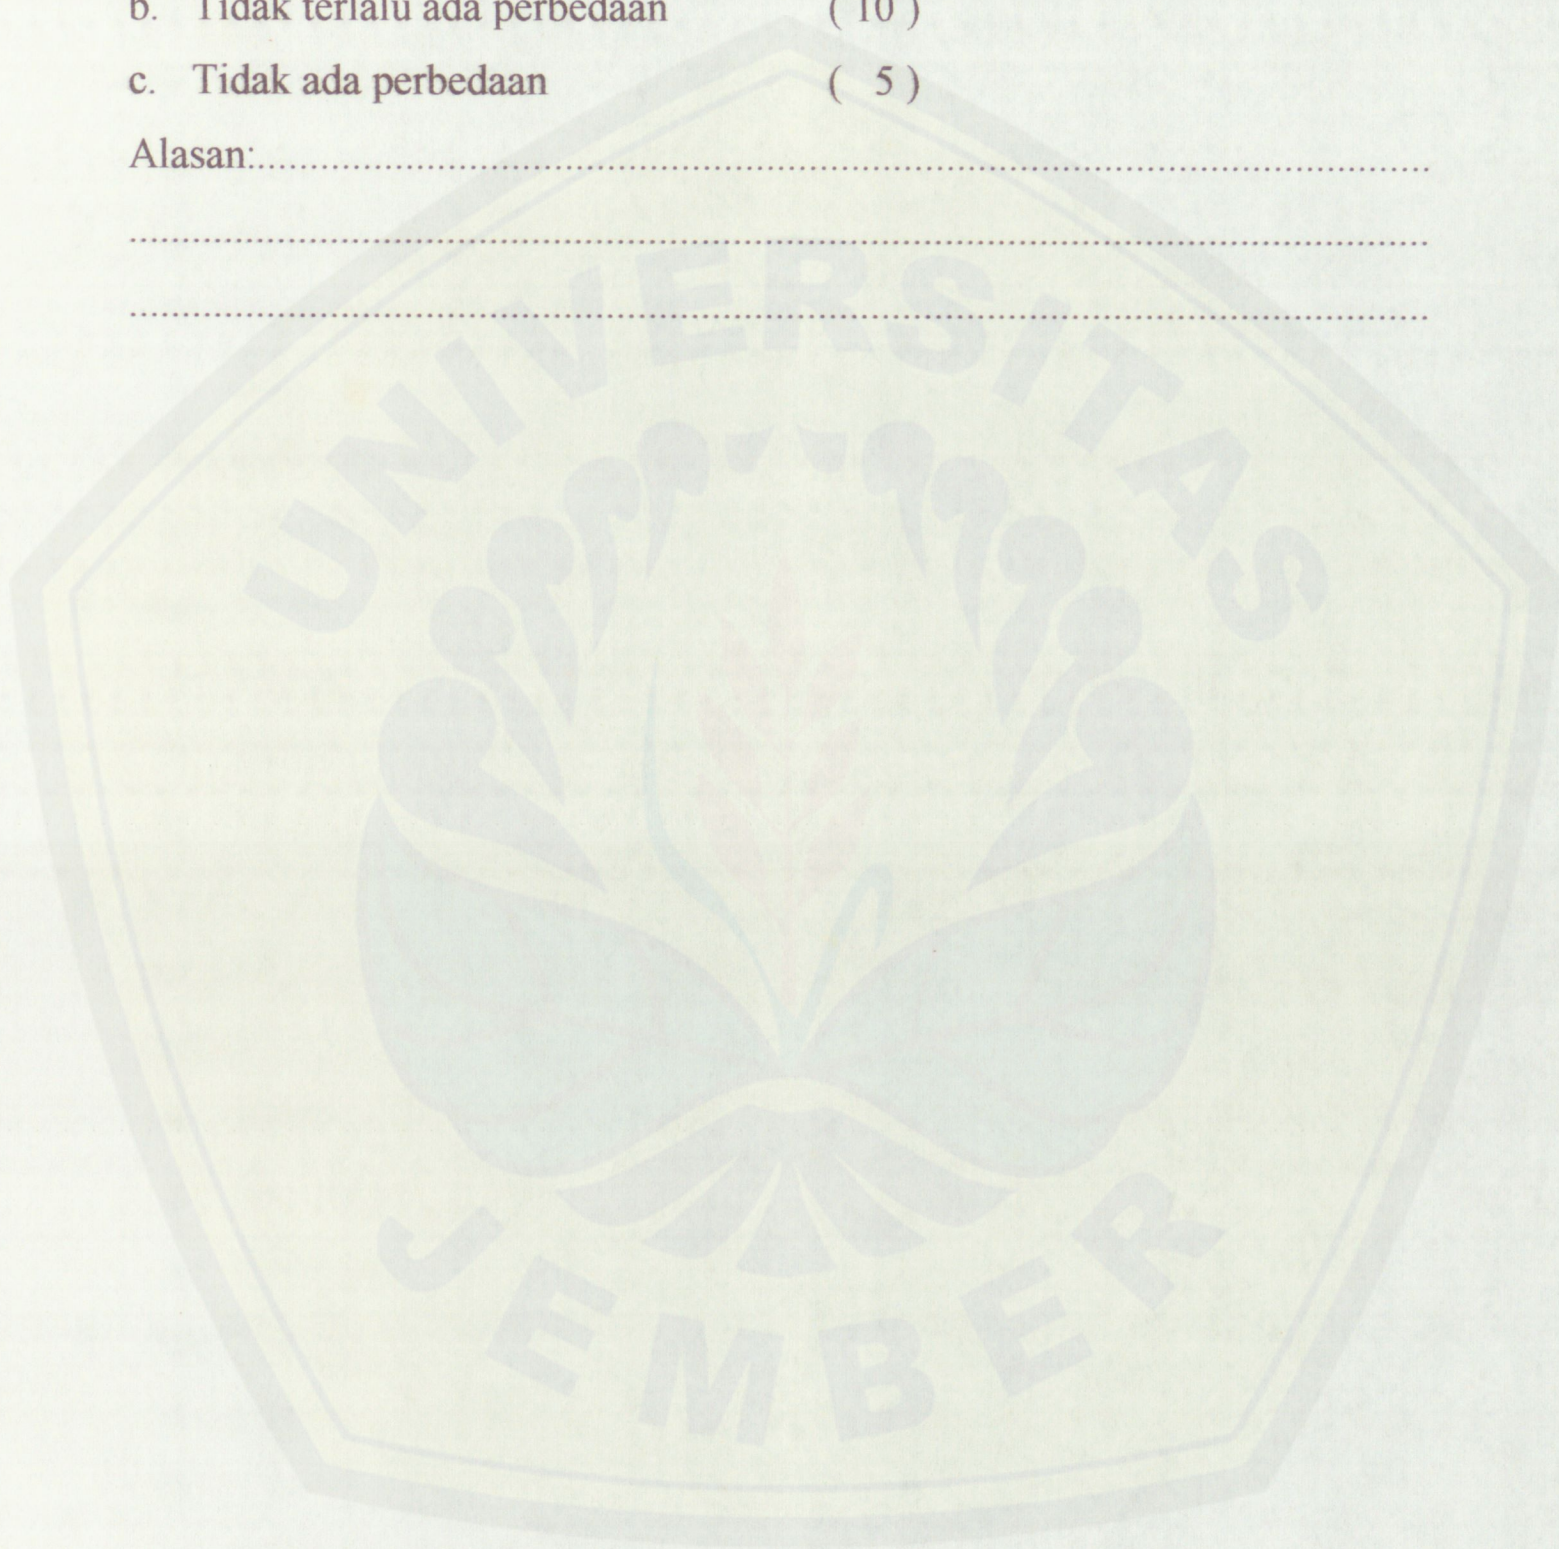 b. Tidak terlalu ada perbedaan ( 10 )
c. Tidak ada perbedaan ( 5 )
Alasan:..........................................................................................
..........................................................................................
..........................................................................................
UNIVERSITAS
JEMBER